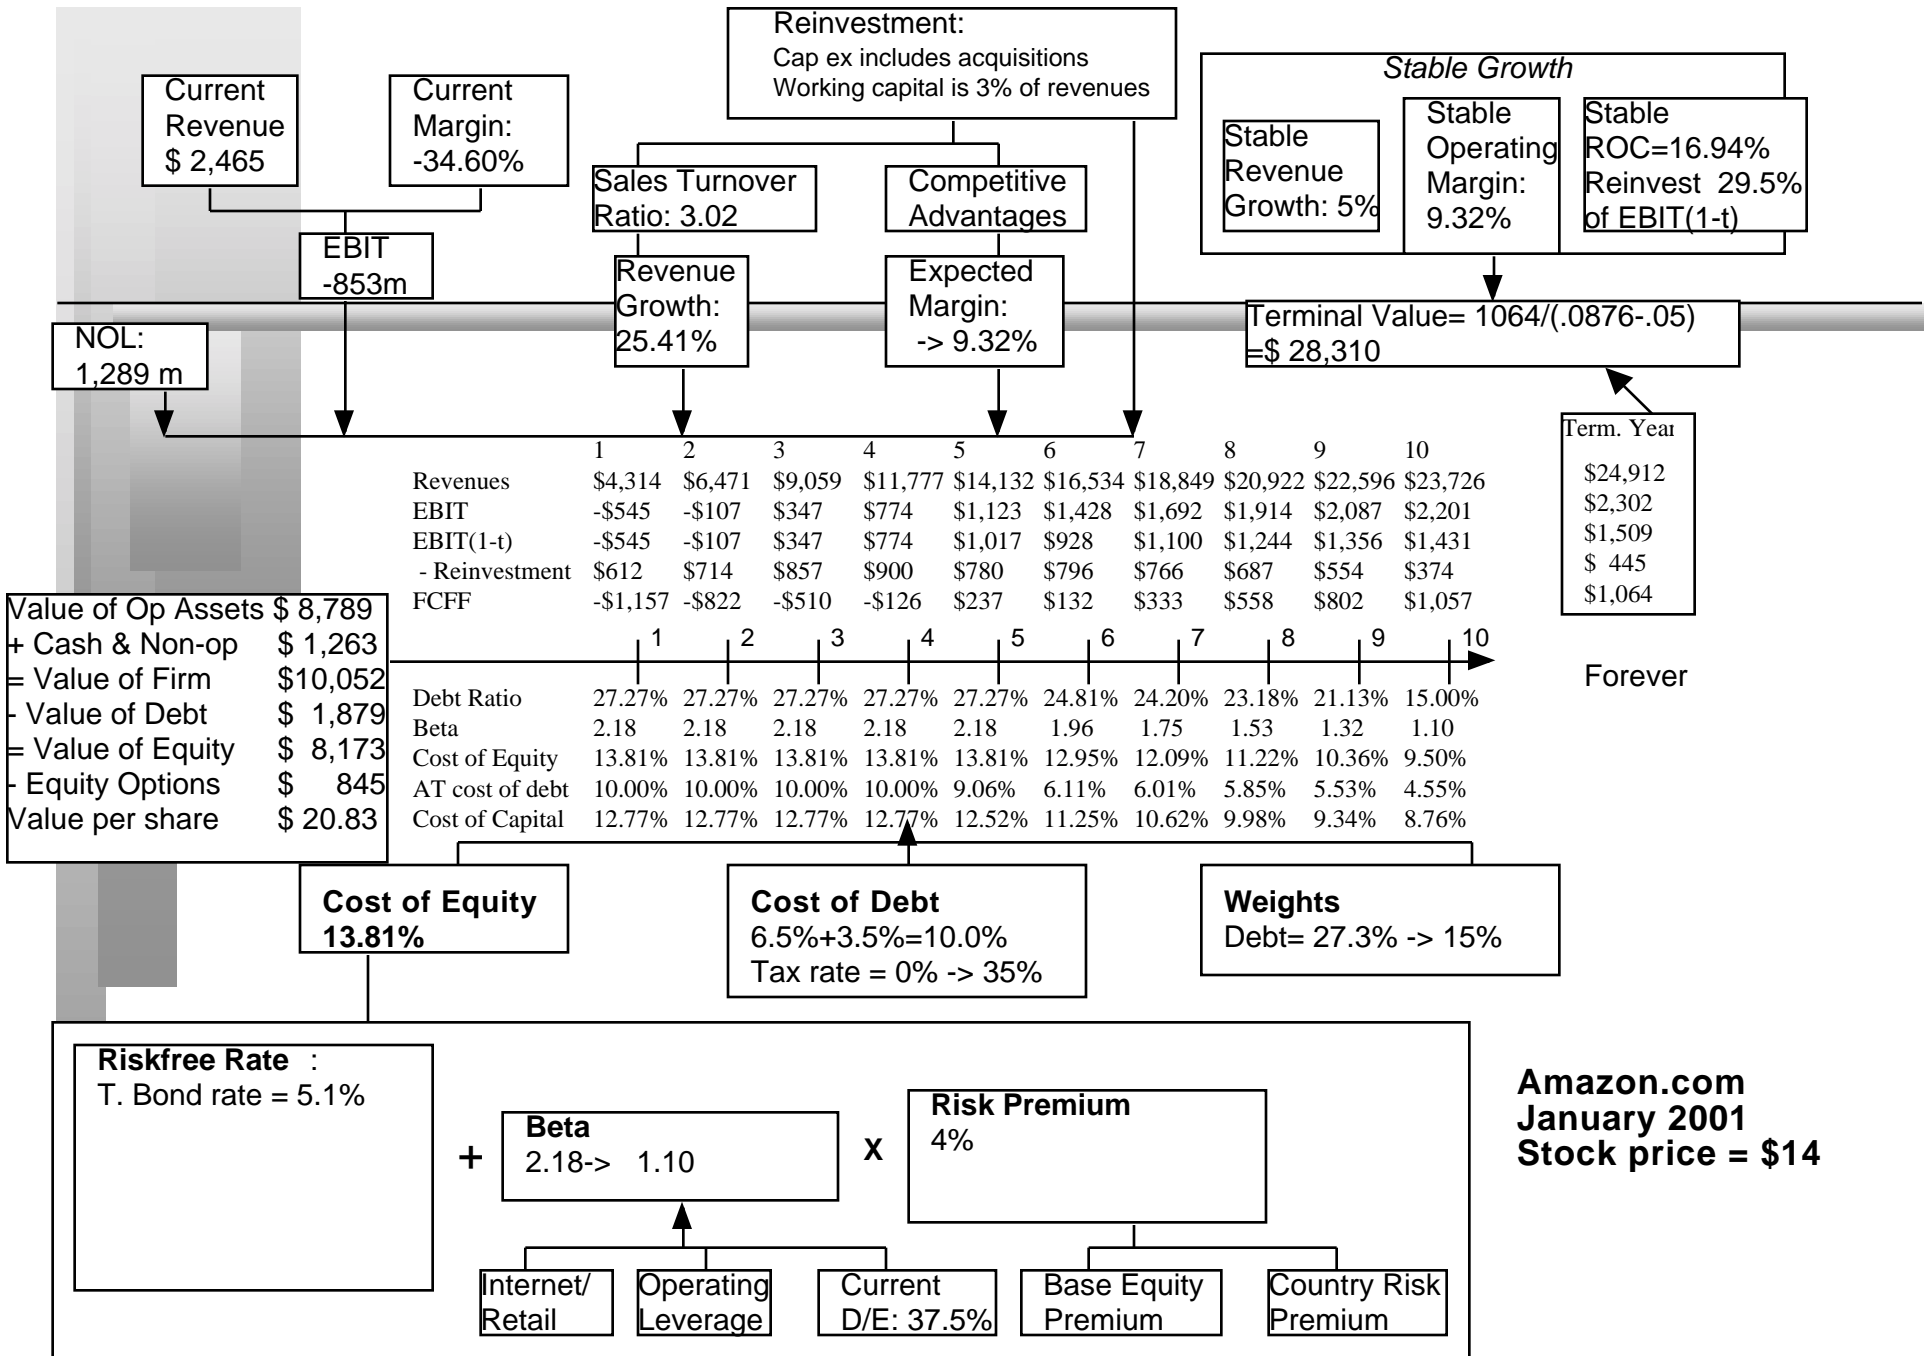 Reinvestment:
Cap ex includes acquisitions
Working capital is 3% of revenues
Current
Revenue
$ 2,465
Current
Margin:
-34.60%
Stable Growth
Stable
Revenue
Growth: 5%
Stable
Operating
Margin:
9.32%
Stable
ROC=16.94%
Reinvest 29.5%
of EBIT(1-t)
Sales Turnover
Ratio: 3.02
Competitive
Advantages
EBIT
-853m
Revenue
Growth:
25.41%
Expected
Margin:
-> 9.32%
NOL:
1,289 m
Terminal Value= 1064/(.0876-.05)
=$ 28,310
Term. Year
$24,912
$2,302
$1,509
$ 445
$1,064
1 2 3 4 5 6 7 8 9 10
Revenues $4,314 $6,471 $9,059 $11,777 $14,132 $16,534 $18,849 $20,922 $22,596 $23,726
EBIT -$545 -$107 $347 $774 $1,123 $1,428 $1,692 $1,914 $2,087 $2,201
EBIT(1-t) -$545 -$107 $347 $774 $1,017 $928 $1,100 $1,244 $1,356 $1,431
- Reinvestment $612 $714 $857 $900 $780 $796 $766 $687 $554 $374
FCFF -$1,157 -$822 -$510 -$126 $237 $132 $333 $558 $802 $1,057
1 2 3 4 5 6 7 8 9 10
Forever
Debt Ratio 27.27% 27.27% 27.27% 27.27% 27.27% 24.81% 24.20% 23.18% 21.13% 15.00%
Beta 2.18 2.18 2.18 2.18 2.18 1.96 1.75 1.53 1.32 1.10
Cost of Equity 13.81% 13.81% 13.81% 13.81% 13.81% 12.95% 12.09% 11.22% 10.36% 9.50%
AT cost of debt 10.00% 10.00% 10.00% 10.00% 9.06% 6.11% 6.01% 5.85% 5.53% 4.55%
Cost of Capital 12.77% 12.77% 12.77% 12.77% 12.52% 11.25% 10.62% 9.98% 9.34% 8.76%
Value of Op Assets $ 8,789
+ Cash & Non-op $ 1,263
= Value of Firm $10,052
- Value of Debt $ 1,879
= Value of Equity $ 8,173
- Equity Options $ 845
Value per share $ 20.83
Cost of Equity
13.81%
Cost of Debt
6.5%+3.5%=10.0%
Tax rate = 0% -> 35%
Weights
Debt= 27.3% -> 15%
Riskfree Rate :
T. Bond rate = 5.1%
+
Beta
2.18-> 1.10
X
Risk Premium
4%
Internet/
Retail
Operating
Leverage
Current
D/E: 37.5%
Base Equity
Premium
Country Risk
Premium
Amazon.com
January 2001
Stock price = $14